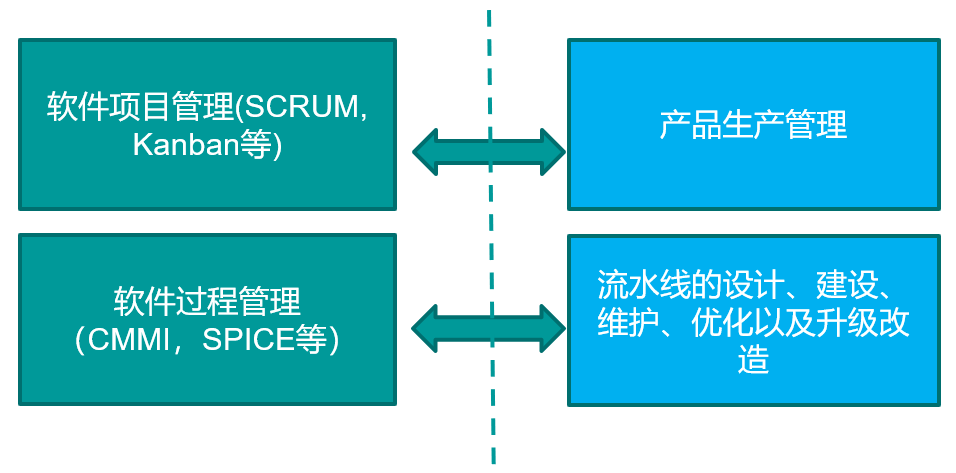 软件项目管理(SCRUM,
Kanban等)
产品生产管理
软件过程管理
（CMMI，SPICE等）
流水线的设计、建设、
维护、优化以及升级改
造